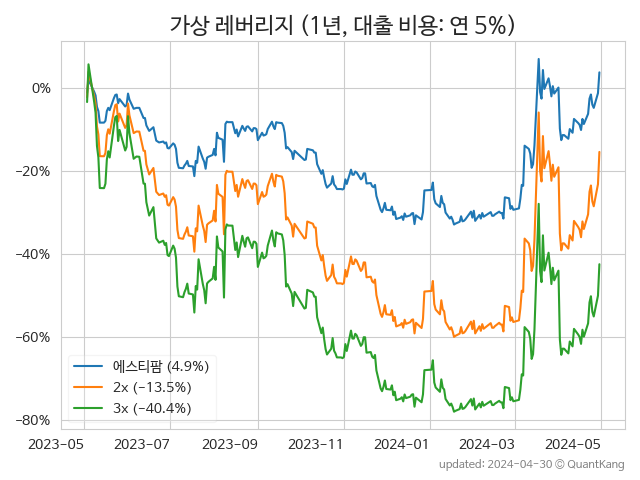 가상 레버리지 (1년, 대출 비용: 연 5%)
0%
−20%
−40%
−60%
−80%
에스티팜 (4.9%)
2x (−13.5%)
3x (−40.4%)
2023-05
2023-07
2023-09
2023-11
2024-01
2024-03
2024-05
updated: 2024-04-30 © QuantKang